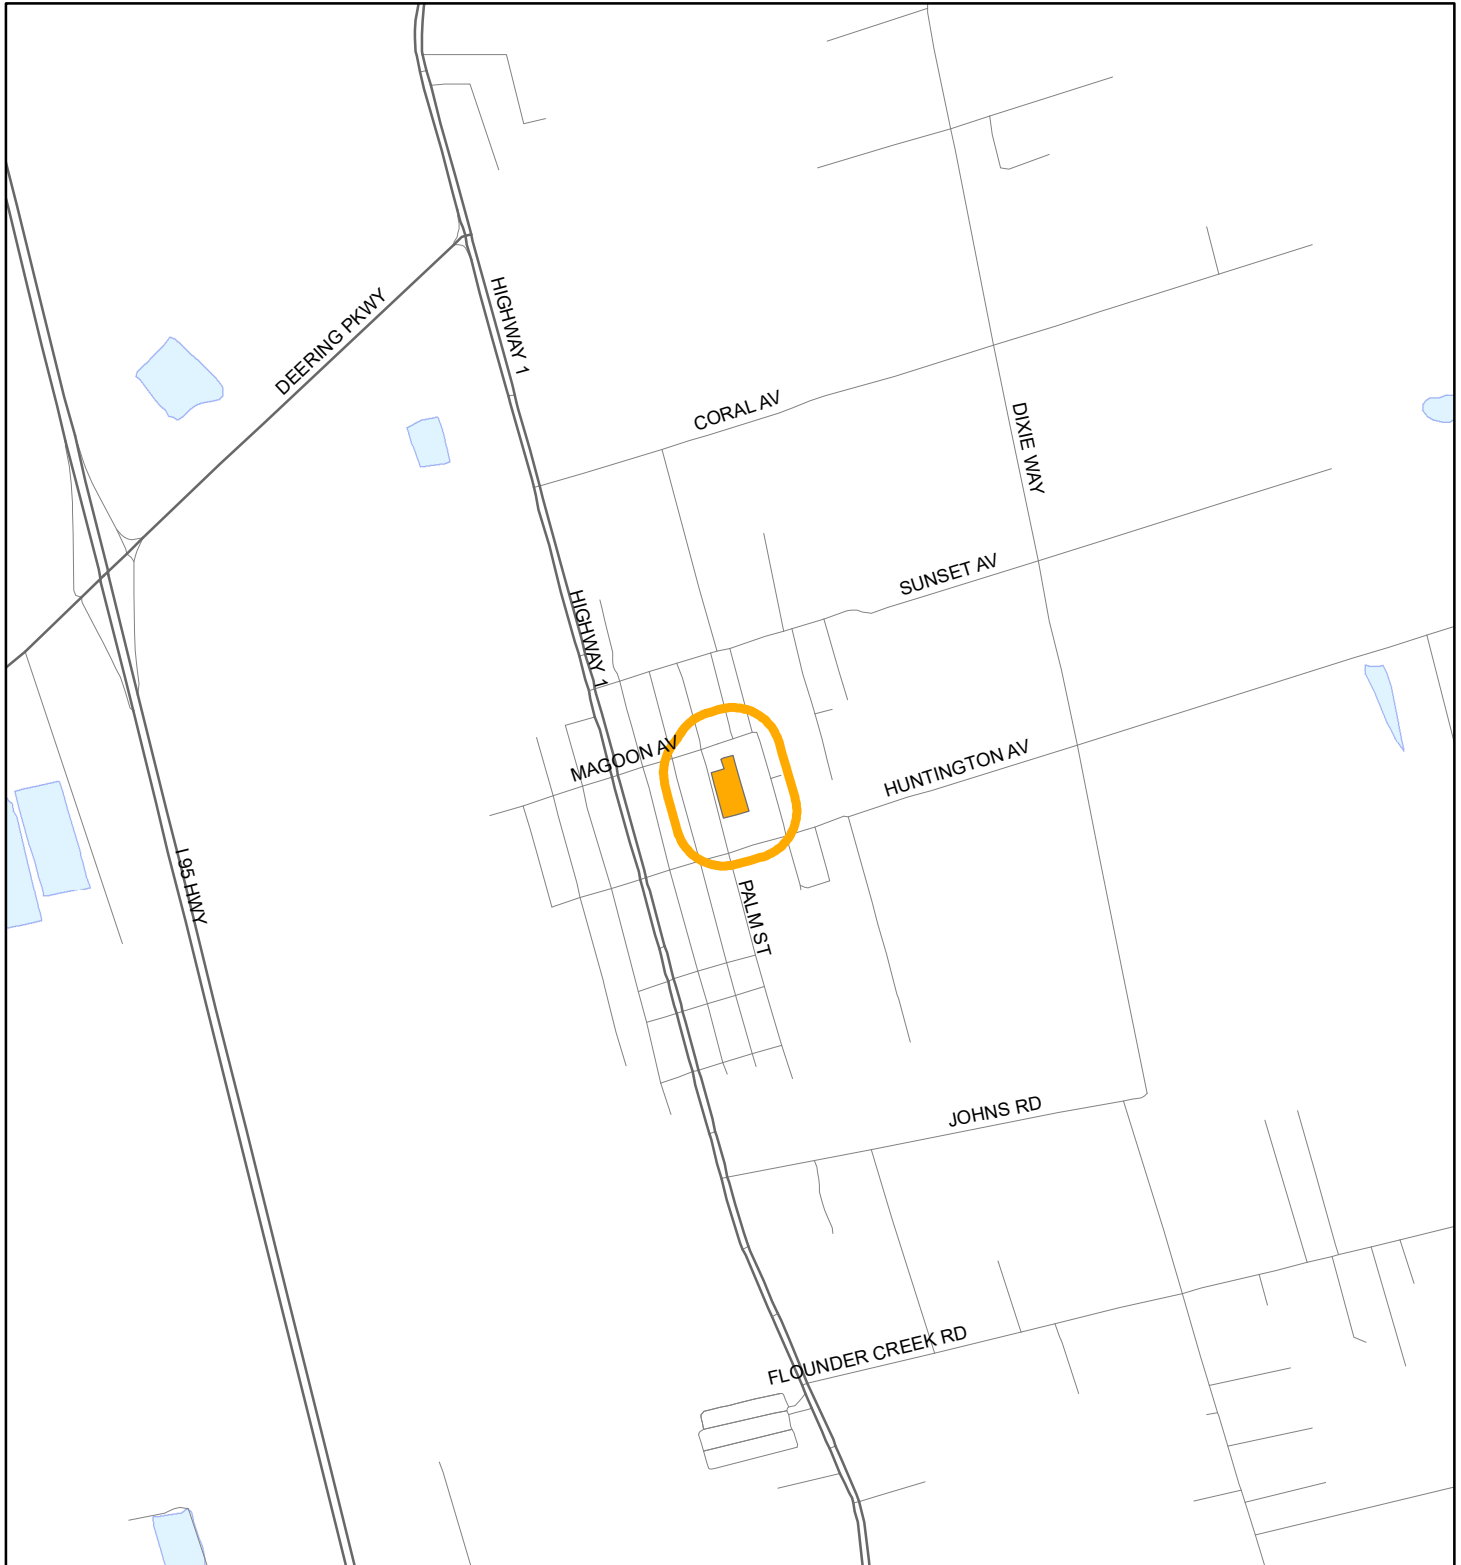 DEERING PKWY
HIGHWAY 1
CORAL AV
DIXIE WAY
SUNSET AV
HIGHWAY 1
MAGOON AV
HUNTINGTON AV
I 95 HWY
PALM ST
JOHNS RD
FLOUNDER CREEK RD